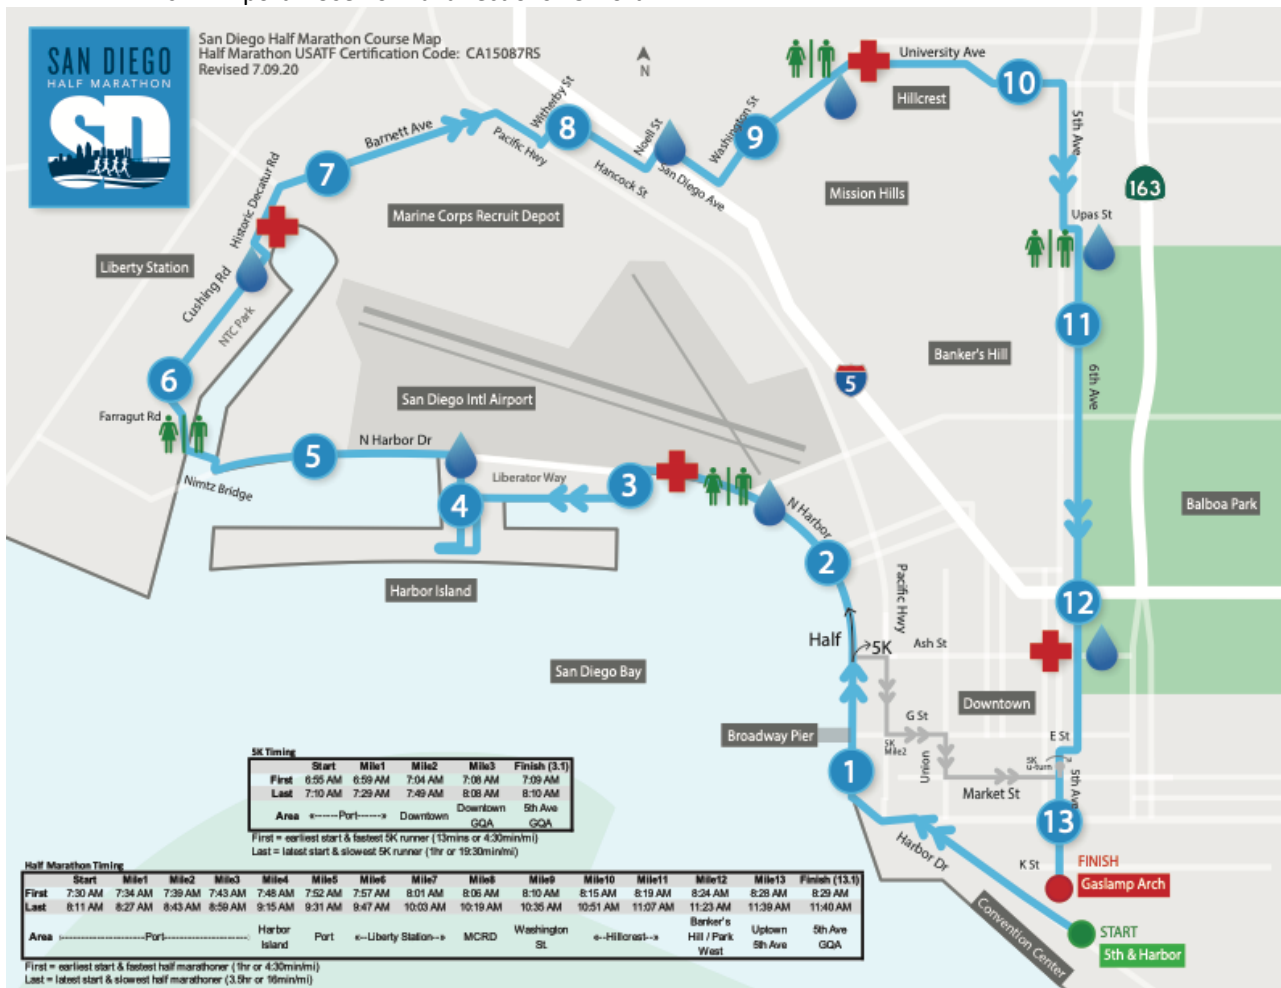 SAN DIEGO
HALF MARATHON
SD
San Diego Half Marathon Course Map
Half Marathon USATF Certification Code: CA15087RS
Revised 7.09.20
N
University Ave
10
Hillcrest
Witherby St
8
Barnett Ave
Pacific Hwy
Noell St
Washington St
9
5th Ave
7
Hancock St
San Diego Ave
Mission Hills
163
Historic Decatur Rd
Marine Corps Recruit Depot
Upas St
Liberty Station
Cushing Rd
NTC Park
11
Banker's Hill
6
5
6th Ave
San Diego Intl Airport
Farragut Rd
N Harbor Dr
5
Liberator Way
3
Nimtz Bridge
4
N Harbor
Balboa Park
2
Harbor Island
Pacific Hwy
12
Half
5K
Ash St
San Diego Bay
Downtown
Broadway Pier
G St
5K
Mile2
E St
5K
u-turn
1
Union
Market St
5th Ave
13
Harbor Dr
K St
FINISH
Gaslamp Arch
Convention Center
START
5th & Harbor
5K Timing
Start Mile1 Mile2 Mile3 Finish (3.1)
First 6:55 AM 6:59 AM 7:04 AM 7:08 AM 7:09 AM
Last 7:10 AM 7:29 AM 7:49 AM 8:08 AM 8:10 AM
Area <------Port------> Downtown Downtown GQA 5th Ave GQA
First = earliest start & fastest 5K runner (13mins or 4:30min/mi)
Last = latest start & slowest 5K runner (1hr or 19:30min/mi)
Half Marathon Timing
Start Mile1 Mile2 Mile3 Mile4 Mile5 Mile6 Mile7 Mile8 Mile9 Mile10 Mile11 Mile12 Mile13 Finish (13.1)
First 7:30 AM 7:34 AM 7:39 AM 7:43 AM 7:48 AM 7:52 AM 7:57 AM 8:01 AM 8:06 AM 8:10 AM 8:15 AM 8:19 AM 8:24 AM 8:28 AM 8:29 AM
Last 8:11 AM 8:27 AM 8:43 AM 8:59 AM 9:15 AM 9:31 AM 9:47 AM 10:03 AM 10:19 AM 10:35 AM 10:51 AM 11:07 AM 11:23 AM 11:39 AM 11:40 AM
Area Port Harbor Island Port <--Liberty Station--> MCRD Washington St. <--Hillcrest--> Banker's Hill / Park West Uptown 5th Ave 5th Ave GQA
First = earliest start & fastest half marathoner (1hr or 4:30min/mi)
Last = latest start & slowest half marathoner (3.5hr or 16min/mi)